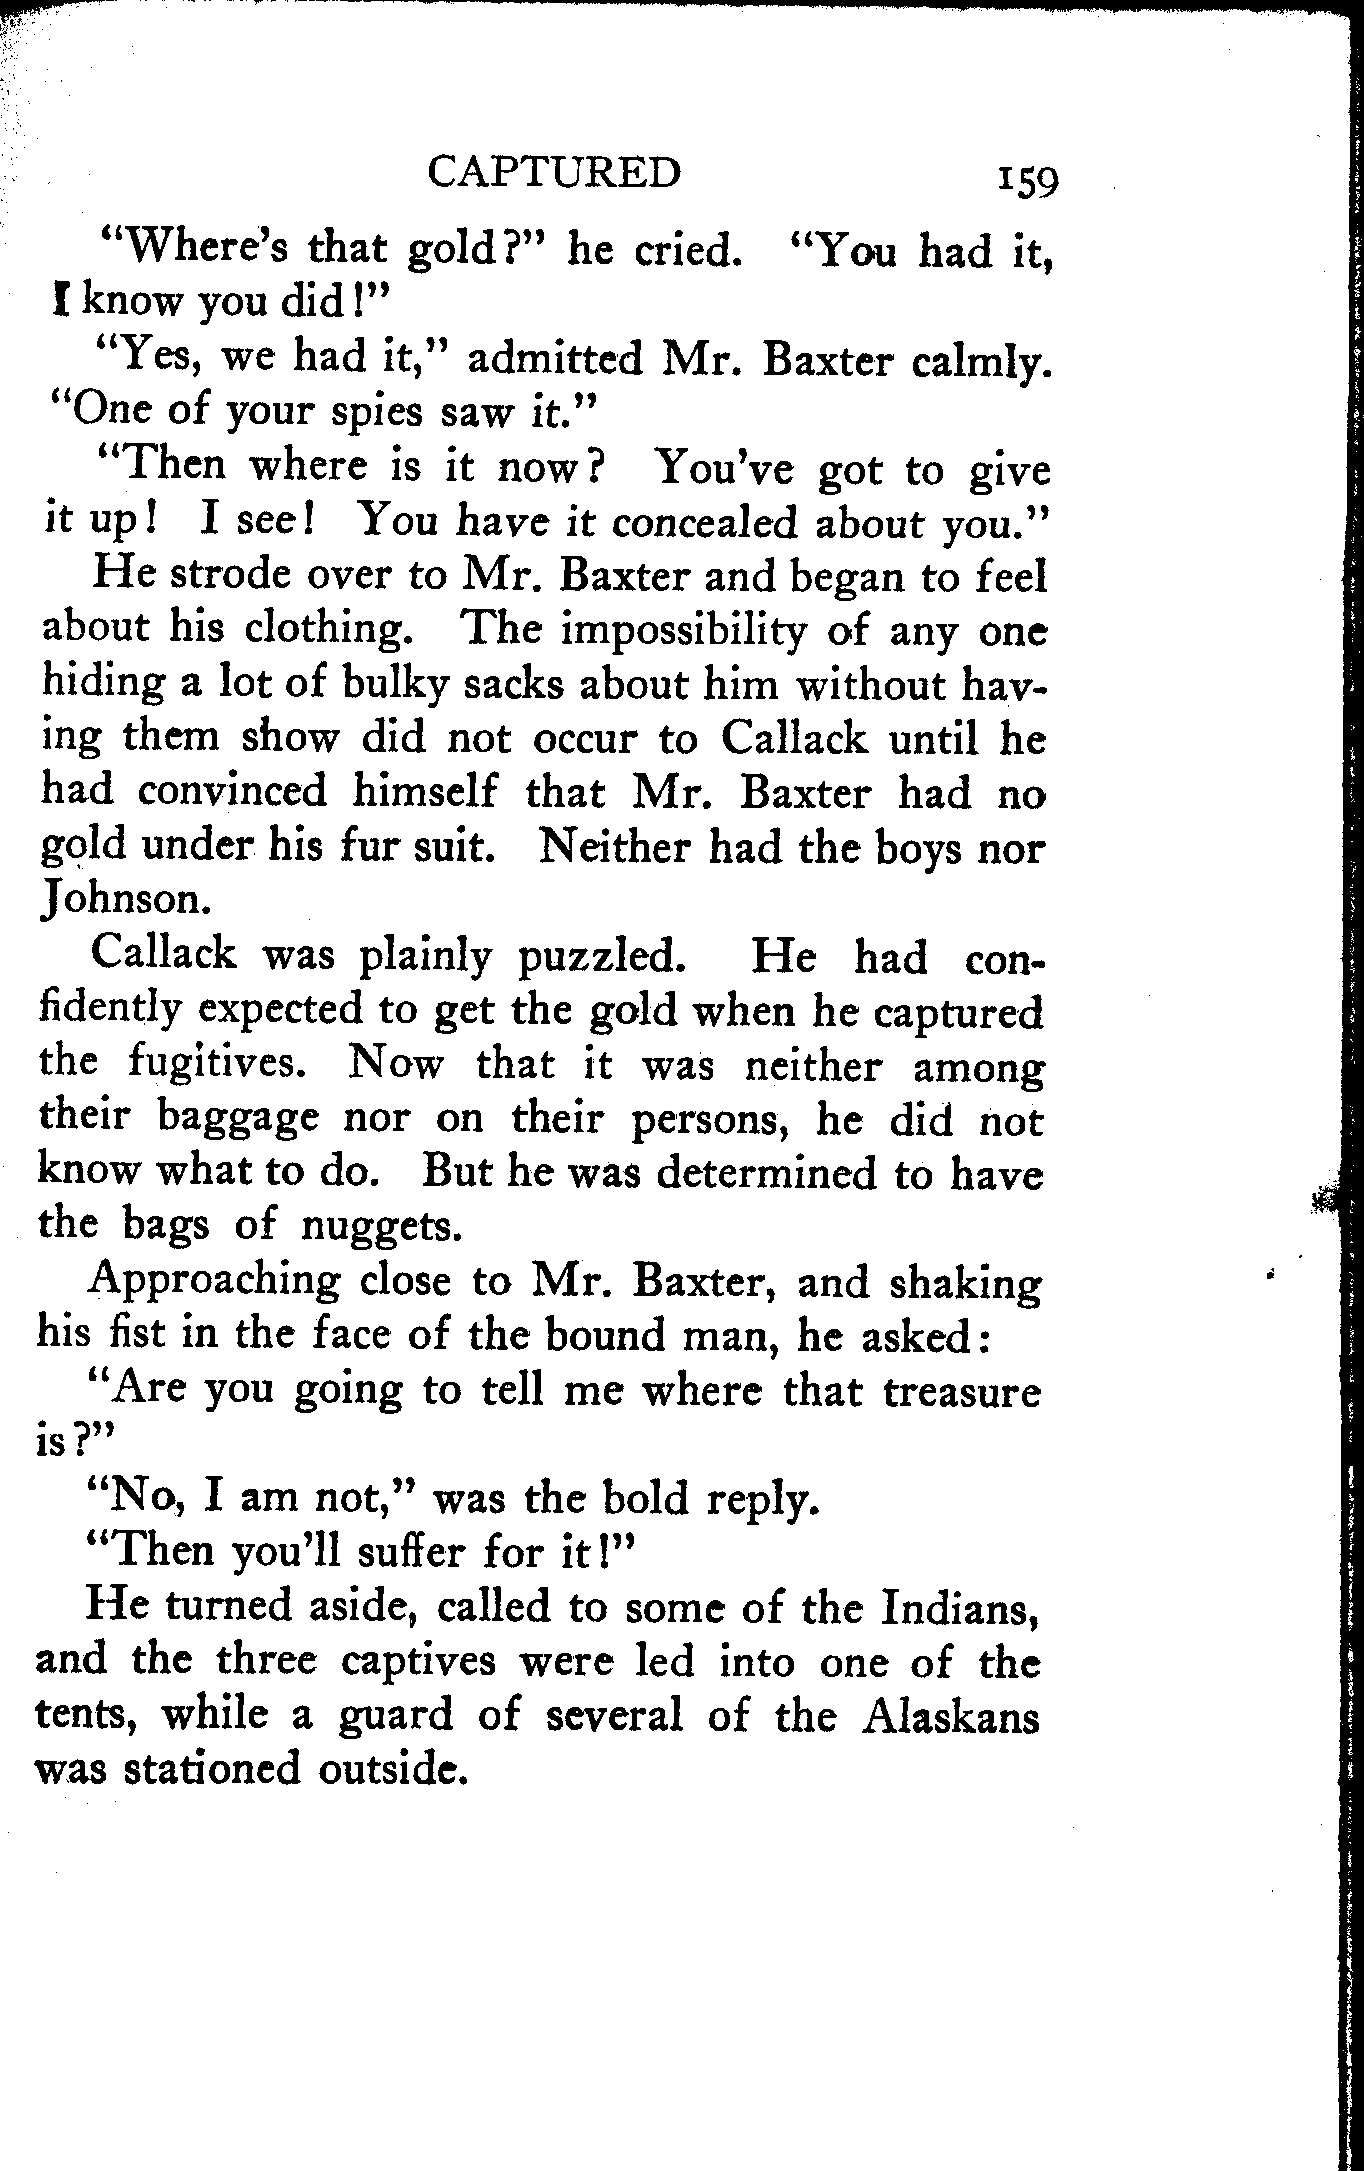 CAPTURED 159
“Where’s that gold?” he cried. “You had it,
I know you did!”
“Yes, we had it,” admitted Mr. Baxter calmly.
“One of your spies saw it.”
“Then where is it now? You’ve got to give
it up! I see! You have it concealed about you.”
He strode over to Mr. Baxter and began to feel
about his clothing. The impossibility of any one
hiding a lot of bulky sacks about him without hav-
ing them show did not occur to Callack until he
had convinced himself that Mr. Baxter had no
gold under his fur suit. Neither had the boys nor
Johnson.
Callack was plainly puzzled. He had con-
fidently expected to get the gold when he captured
the fugitives. Now that it was neither among
their baggage nor on their persons, he did not
know what to do. But he was determined to have
the bags of nuggets.
Approaching close to Mr. Baxter, and shaking
his fist in the face of the bound man, he asked:
“Are you going to tell me where that treasure
is?”
“No, I am not,” was the bold reply.
“Then you’ll suffer for it!”
He turned aside, called to some of the Indians,
and the three captives were led into one of the
tents, while a guard of several of the Alaskans
was stationed outside.